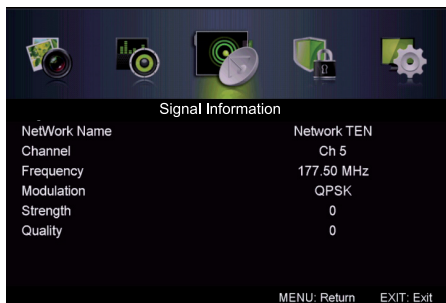 Signal Information
NetWork Name Network TEN
Channel Ch 5
Frequency 177.50 MHz
Modulation QPSK
Strength 0
Quality 0
MENU: Return EXIT: Exit